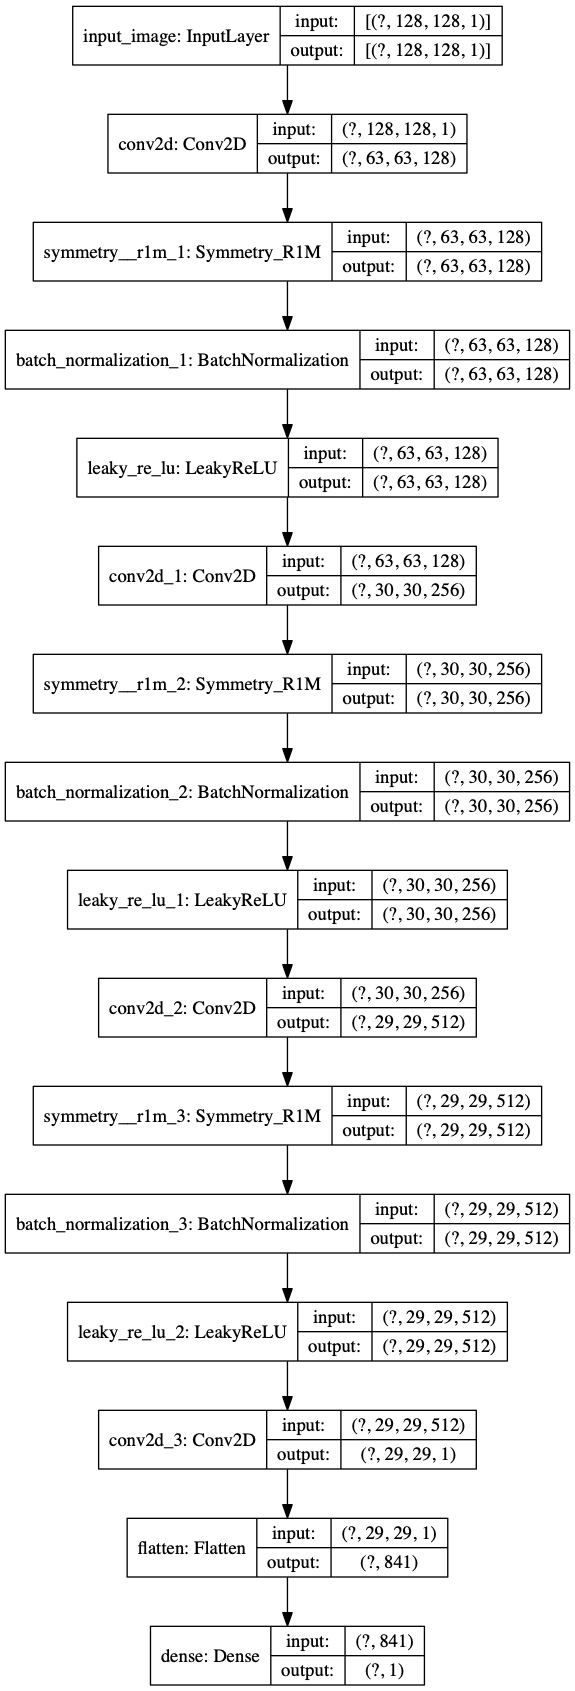 input_image: InputLayer
input: [(?, 128, 128, 1)]
output: [(?, 128, 128, 1)]
conv2d: Conv2D
input: (?, 128, 128, 1)
output: (?, 63, 63, 128)
symmetry__r1m_1: Symmetry_R1M
input: (?, 63, 63, 128)
output: (?, 63, 63, 128)
batch_normalization_1: BatchNormalization
input: (?, 63, 63, 128)
output: (?, 63, 63, 128)
leaky_re_lu: LeakyReLU
input: (?, 63, 63, 128)
output: (?, 63, 63, 128)
conv2d_1: Conv2D
input: (?, 63, 63, 128)
output: (?, 30, 30, 256)
symmetry__r1m_2: Symmetry_R1M
input: (?, 30, 30, 256)
output: (?, 30, 30, 256)
batch_normalization_2: BatchNormalization
input: (?, 30, 30, 256)
output: (?, 30, 30, 256)
leaky_re_lu_1: LeakyReLU
input: (?, 30, 30, 256)
output: (?, 30, 30, 256)
conv2d_2: Conv2D
input: (?, 30, 30, 256)
output: (?, 29, 29, 512)
symmetry__r1m_3: Symmetry_R1M
input: (?, 29, 29, 512)
output: (?, 29, 29, 512)
batch_normalization_3: BatchNormalization
input: (?, 29, 29, 512)
output: (?, 29, 29, 512)
leaky_re_lu_2: LeakyReLU
input: (?, 29, 29, 512)
output: (?, 29, 29, 512)
conv2d_3: Conv2D
input: (?, 29, 29, 512)
output: (?, 29, 29, 1)
flatten: Flatten
input: (?, 29, 29, 1)
output: (?, 841)
dense: Dense
input: (?, 841)
output: (?, 1)